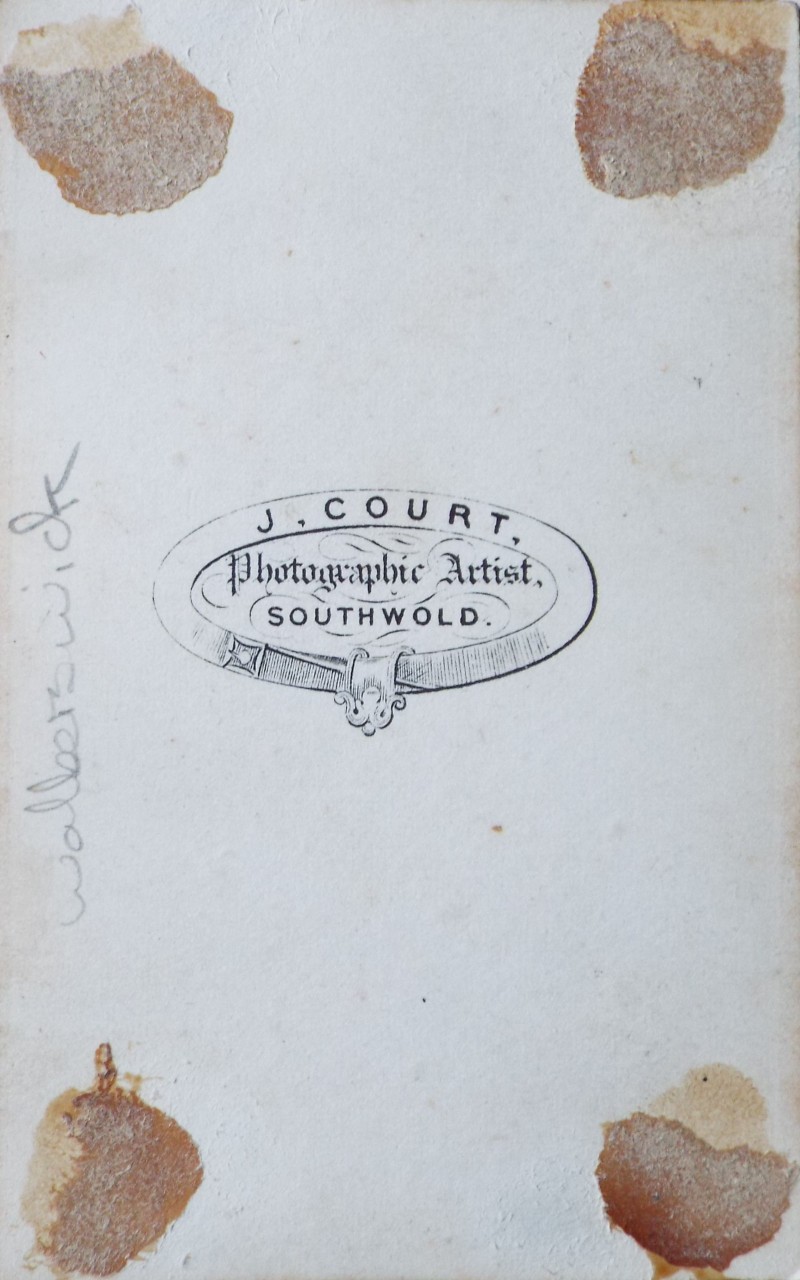 J. COURT,
Photographic Artist,
SOUTHWOLD.
walberswick